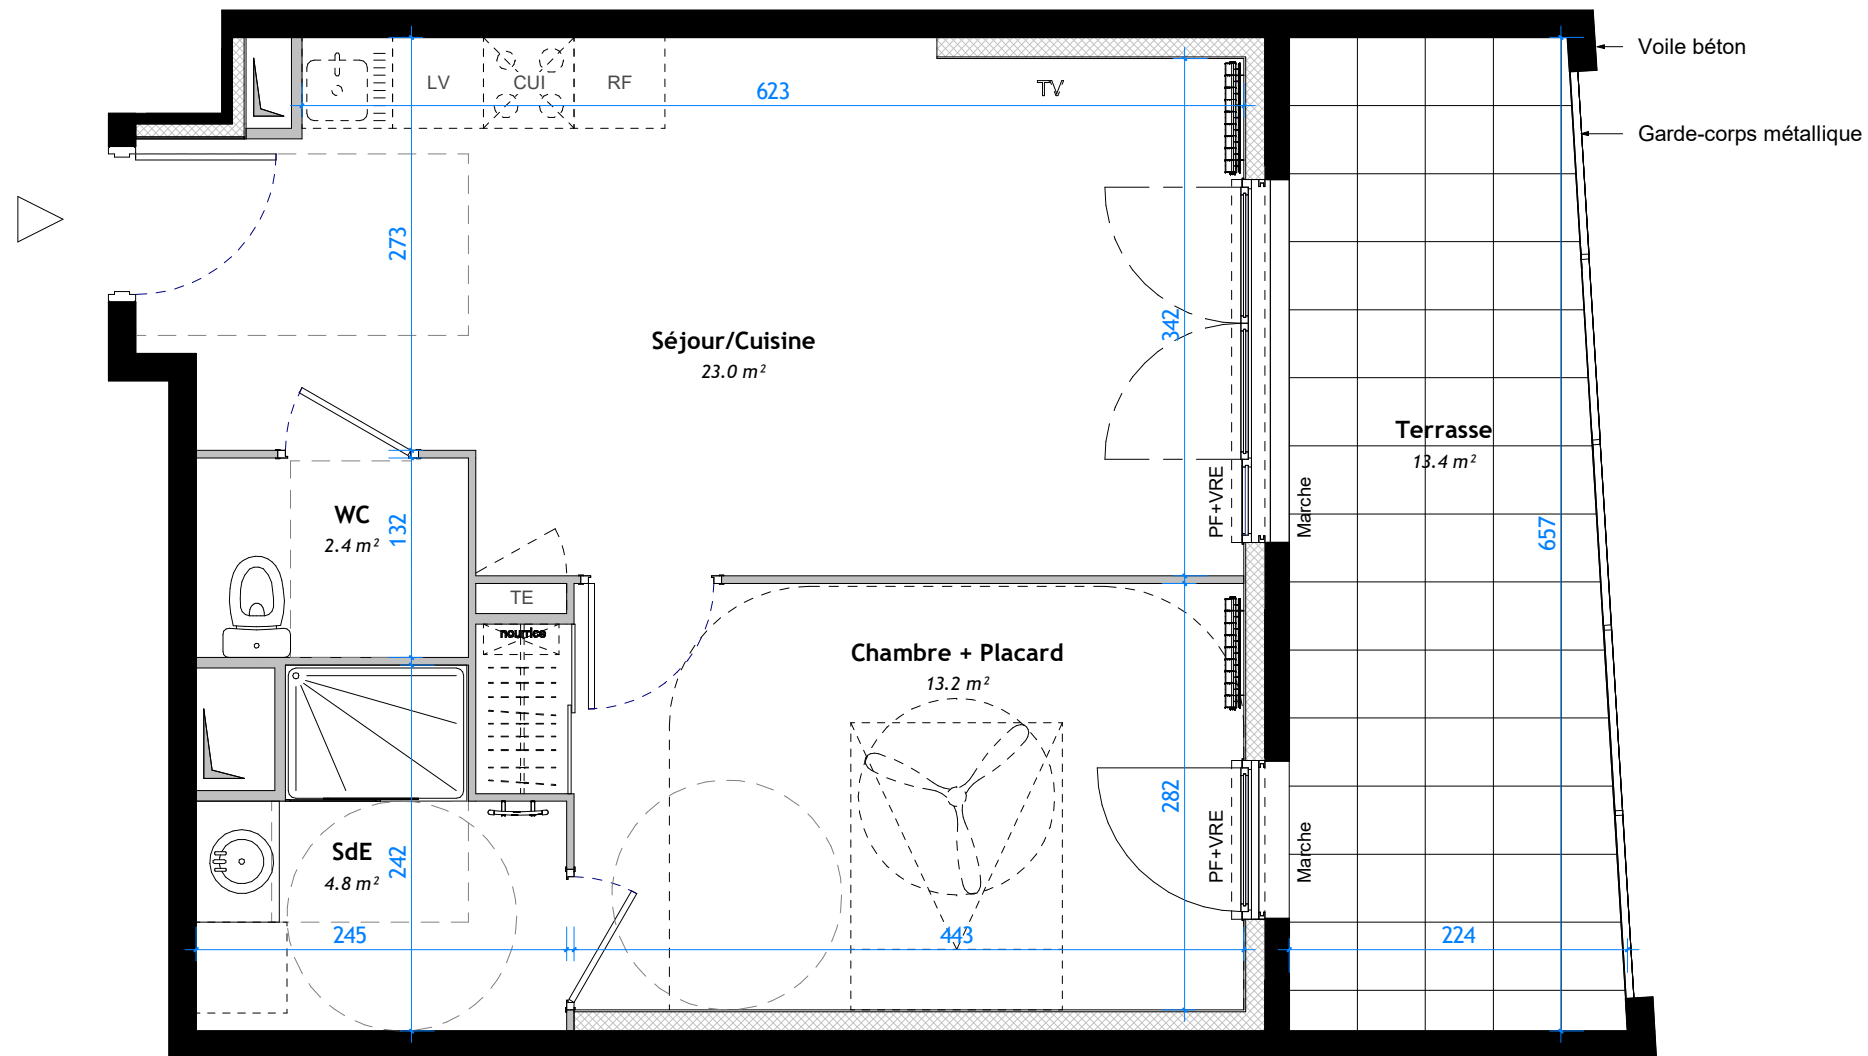 Voile béton
LV
CUI
RF
623
TV
Garde-corps métallique
273
Séjour/Cuisine
23.0 m²
342
Terrasse
13.4 m²
PF+VRE
Marche
WC
2.4 m²
132
657
TE
nourrice
Chambre + Placard
13.2 m²
282
PF+VRE
Marche
SdE
4.8 m²
242
245
443
224